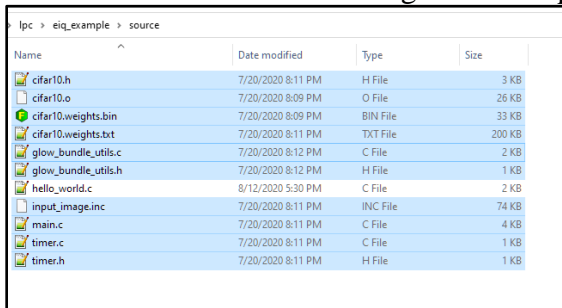 lpc > eiq_example > source
Name Date modified Type Size
cifar10.h 7/20/2020 8:11 PM H File 3 KB
cifar10.o 7/20/2020 8:09 PM O File 26 KB
cifar10.weights.bin 7/20/2020 8:09 PM BIN File 33 KB
cifar10.weights.txt 7/20/2020 8:11 PM TXT File 200 KB
glow_bundle_utils.c 7/20/2020 8:12 PM C File 2 KB
glow_bundle_utils.h 7/20/2020 8:12 PM H File 1 KB
hello_world.c 8/12/2020 5:30 PM C File 2 KB
input_image.inc 7/20/2020 8:11 PM INC File 74 KB
main.c 7/20/2020 8:11 PM C File 4 KB
timer.c 7/20/2020 8:11 PM C File 1 KB
timer.h 7/20/2020 8:11 PM H File 1 KB